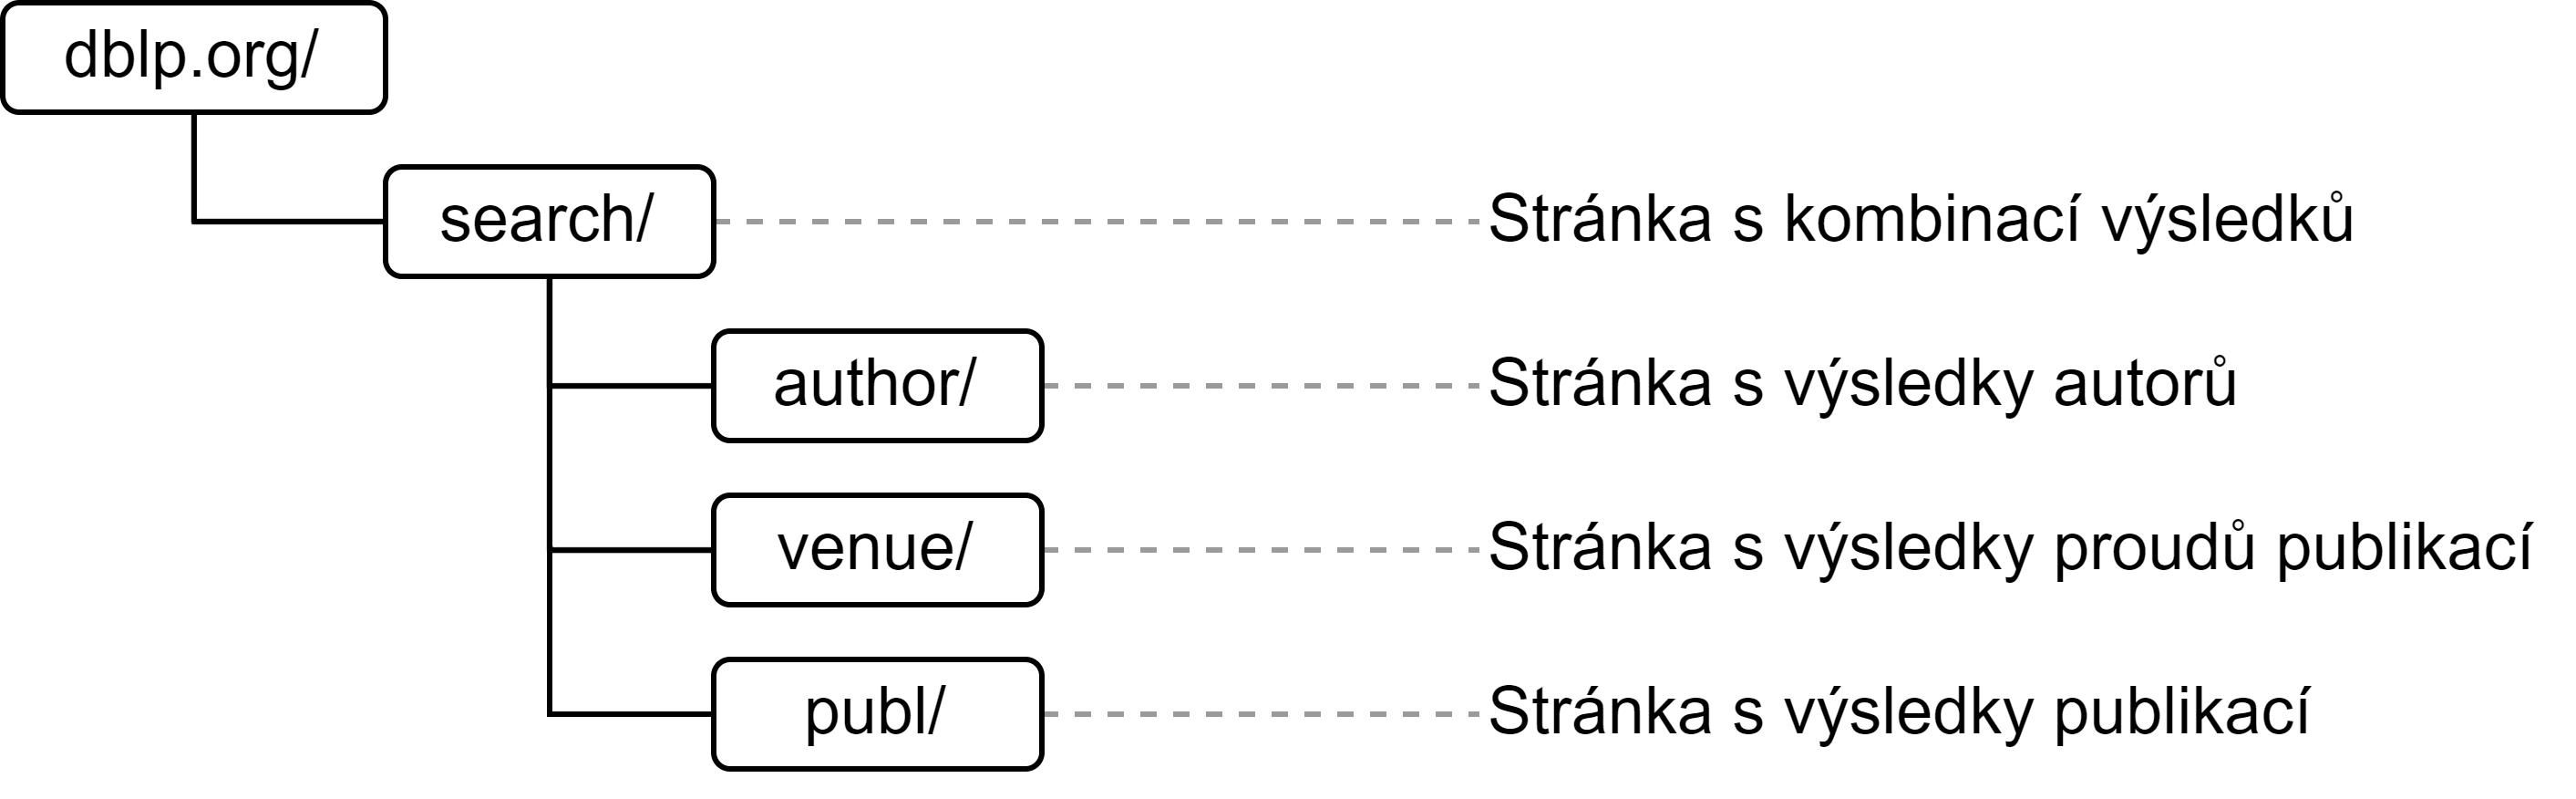 dblp.org/
search/ Stránka s kombinací výsledků
author/ Stránka s výsledky autorů
venue/ Stránka s výsledky proudů publikací
publ/ Stránka s výsledky publikací